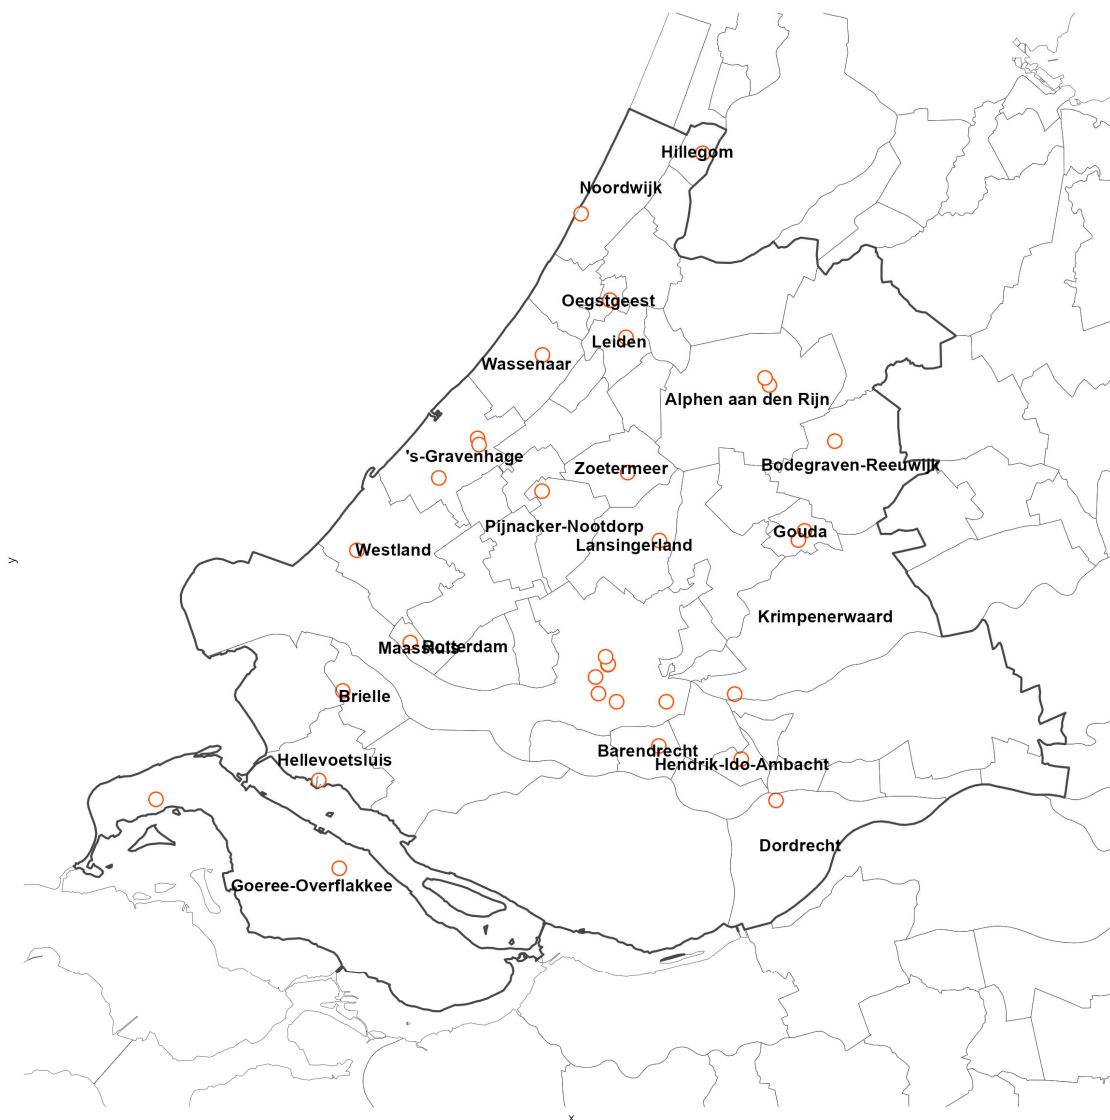 Hillegom
Noordwijk
Oegstgeest
Leiden
Wassenaar
Alphen aan den Rijn
's-Gravenhage
Zoetermeer
Bodegraven-Reeuwijk
Pijnacker-Nootdorp
Gouda
Lansingerland
Westland
y
Krimpenerwaard
Maassluis
Rotterdam
Brielle
Barendrecht
Hellevoetsluis
Hendrik-Ido-Ambacht
Dordrecht
Goeree-Overflakkee
x